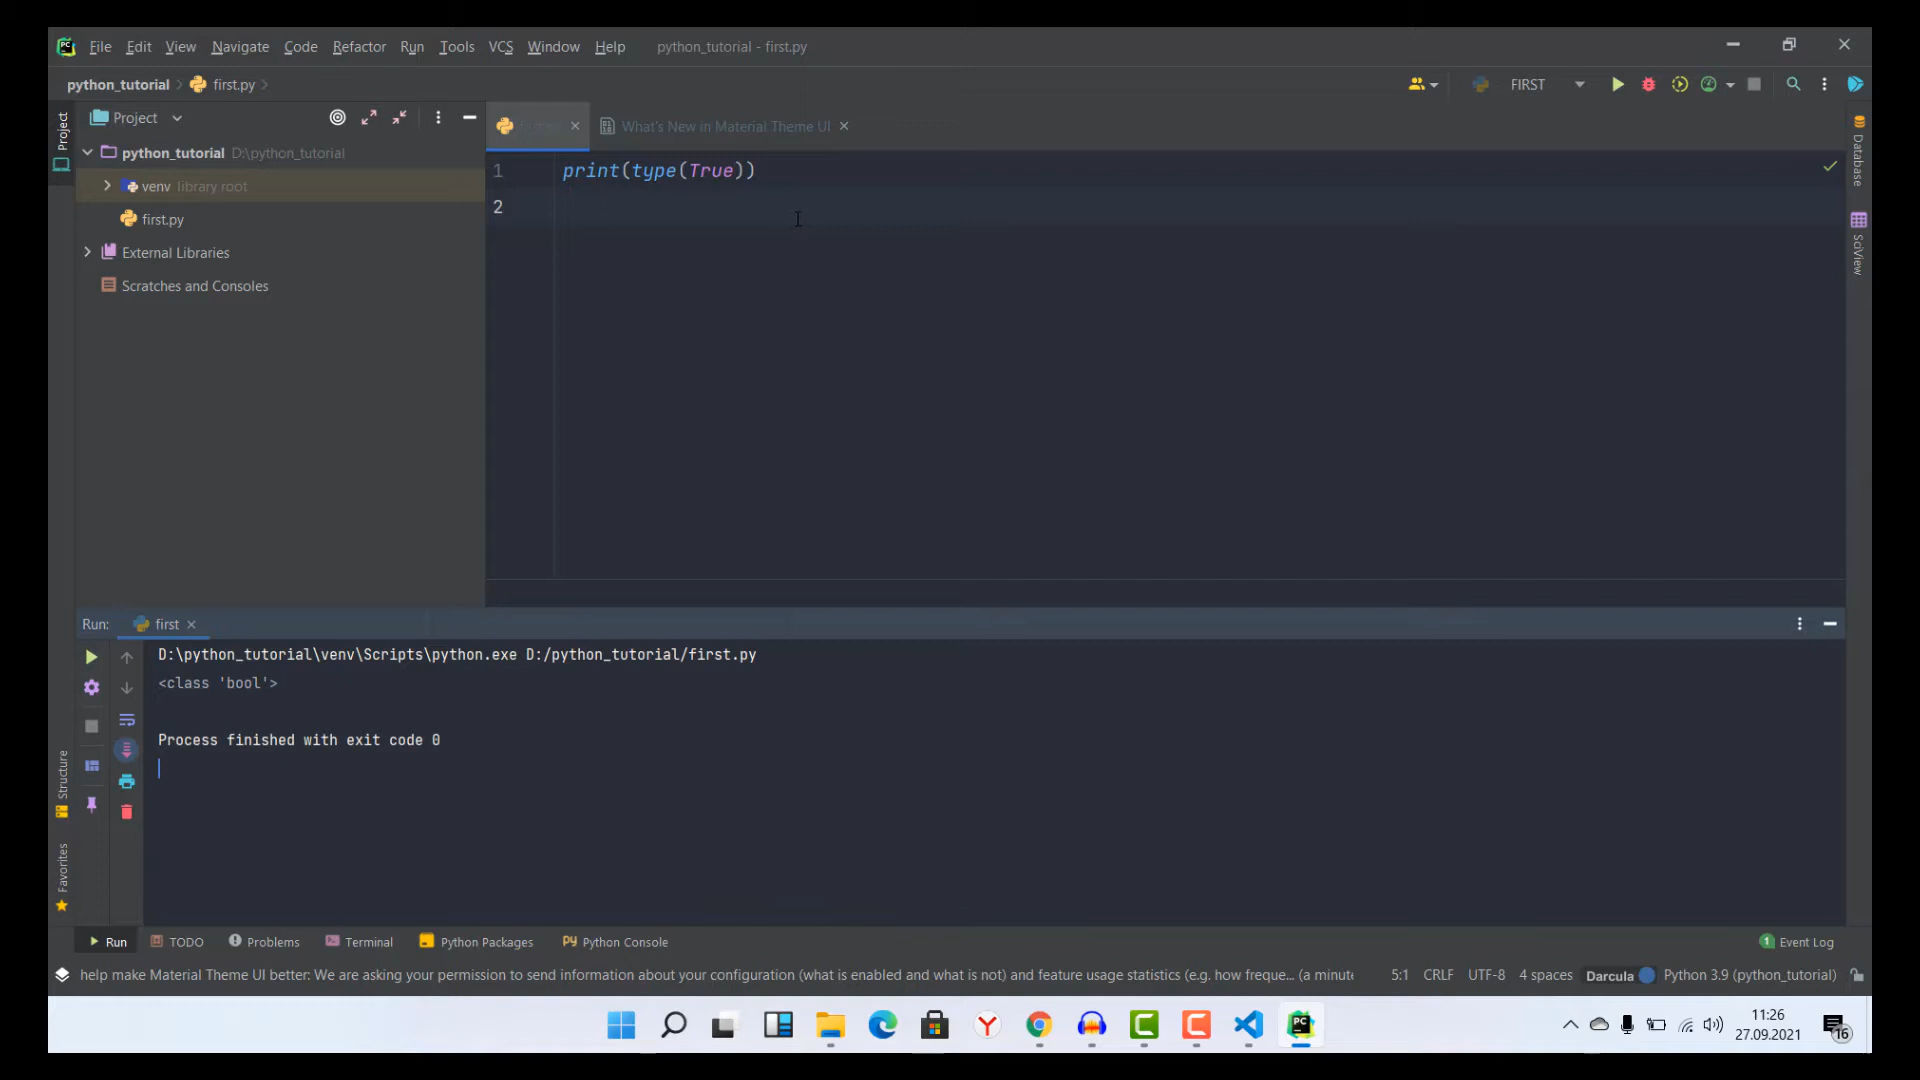 File Edit View Navigate Code Refactor Run Tools VCS Window Help python_tutorial - first.py
python_tutorial first.py FIRST
Project
Project
What's New in Material Theme UI
python_tutorial D:\python_tutorial
venv library root
first.py
External Libraries
Scratches and Consoles
1 print(type(True))
2
Database
SciView
Run: first
D:\python_tutorial\venv\Scripts\python.exe D:/python_tutorial/first.py
<class 'bool'>
Process finished with exit code 0
Structure
Favorites
Run TODO Problems Terminal Python Packages Python Console 1 Event Log
help make Material Theme UI better: We are asking your permission to send information about your configuration (what is enabled and what is not) and feature usage statistics (e.g. how freque... (a minute 5:1 CRLF UTF-8 4 spaces Darcula Python 3.9 (python_tutorial)
11:26
27.09.2021
16